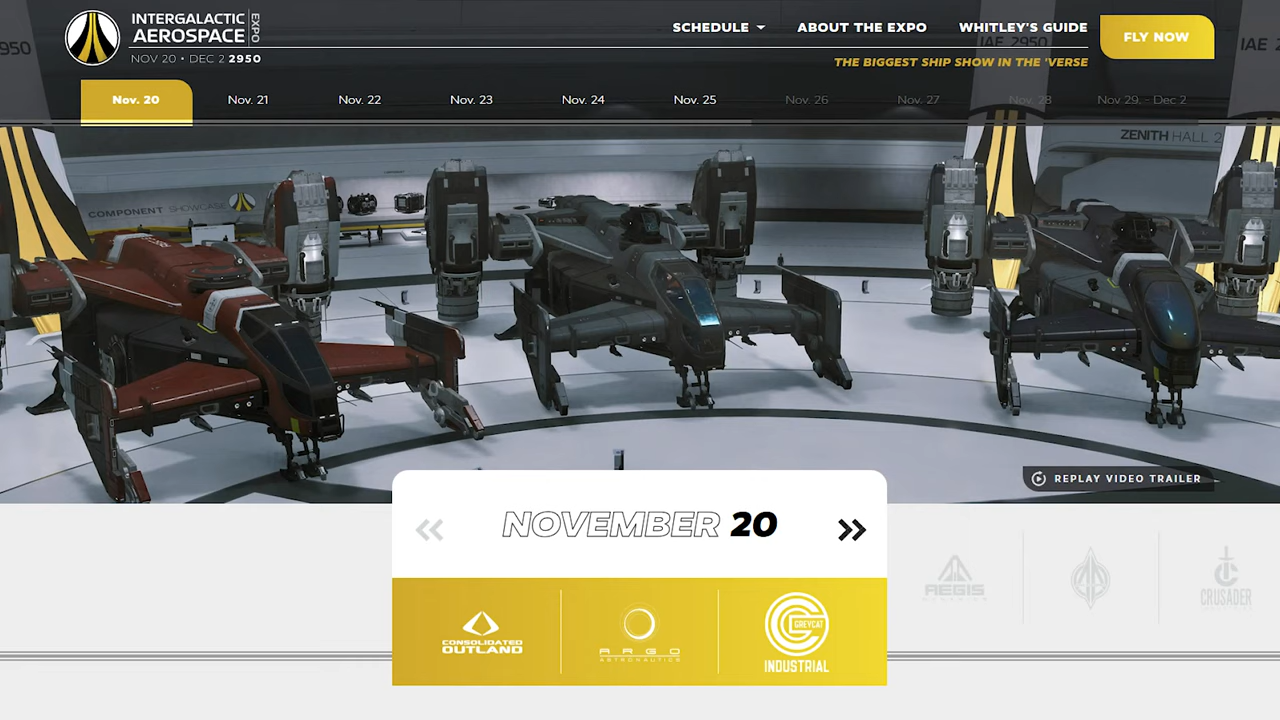 INTERGALACTIC
AEROSPACE
EXPO
NOV 20 • DEC 2 2950
SCHEDULE
ABOUT THE EXPO
WHITLEY'S GUIDE
FLY NOW
THE BIGGEST SHIP SHOW IN THE 'VERSE
950
IAE 2950
IAE 2
Nov. 20
Nov. 21
Nov. 22
Nov. 23
Nov. 24
Nov. 25
Nov. 26
Nov. 27
Nov. 28
Nov 29. - Dec 2
ZENITH HALL 2
COMPONENT SHOWCASE
REPLAY VIDEO TRAILER
NOVEMBER 20
CONSOLIDATED
OUTLAND
ARGO
ASTRONAUTICS
GREYCAT
INDUSTRIAL
AEGIS
CRUSADER